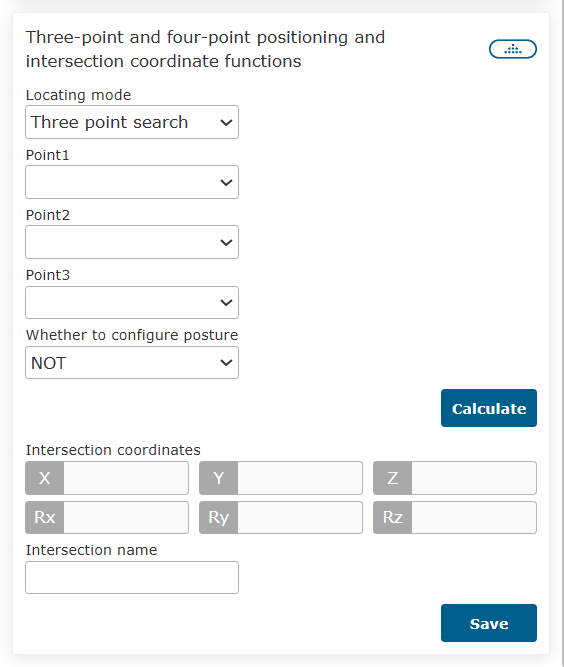 Three-point and four-point positioning and
intersection coordinate functions
Locating mode
Three point search
Point1
Point2
Point3
Whether to configure posture
NOT
Calculate
Intersection coordinates
X Y Z
Rx Ry Rz
Intersection name
Save